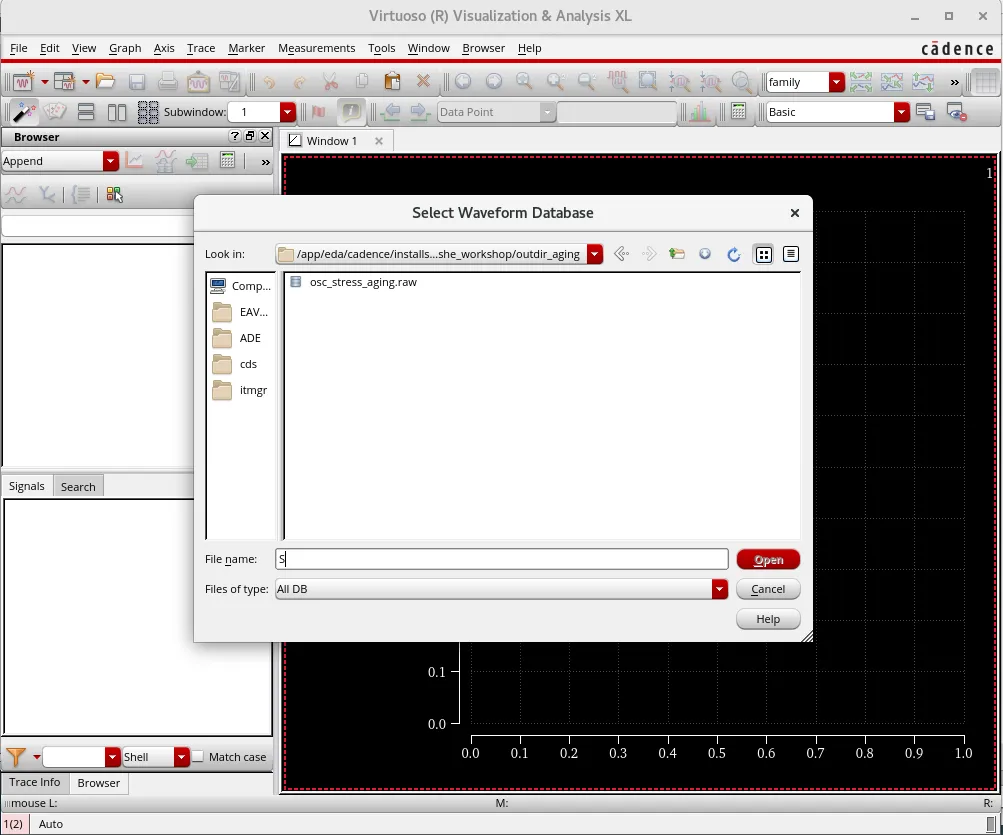 Virtuoso (R) Visualization & Analysis XL
File Edit View Graph Axis Trace Marker Measurements Tools Window Browser Help
cādence
family
»
Subwindow: 1
Data Point
Basic
Browser
Window 1
Append
»
1
Select Waveform Database
Look in: /app/eda/cadence/installs...she_workshop/outdir_aging
Comp...
osc_stress_aging.raw
EAV...
ADE
cds
itmgr
Signals Search
File name: S
Open
Files of type: All DB
Cancel
Help
0.1
0.0
0.0 0.1 0.2 0.3 0.4 0.5 0.6 0.7 0.8 0.9 1.0
Shell
Match case
Trace Info Browser
mouse L: M: R:
1(2) Auto